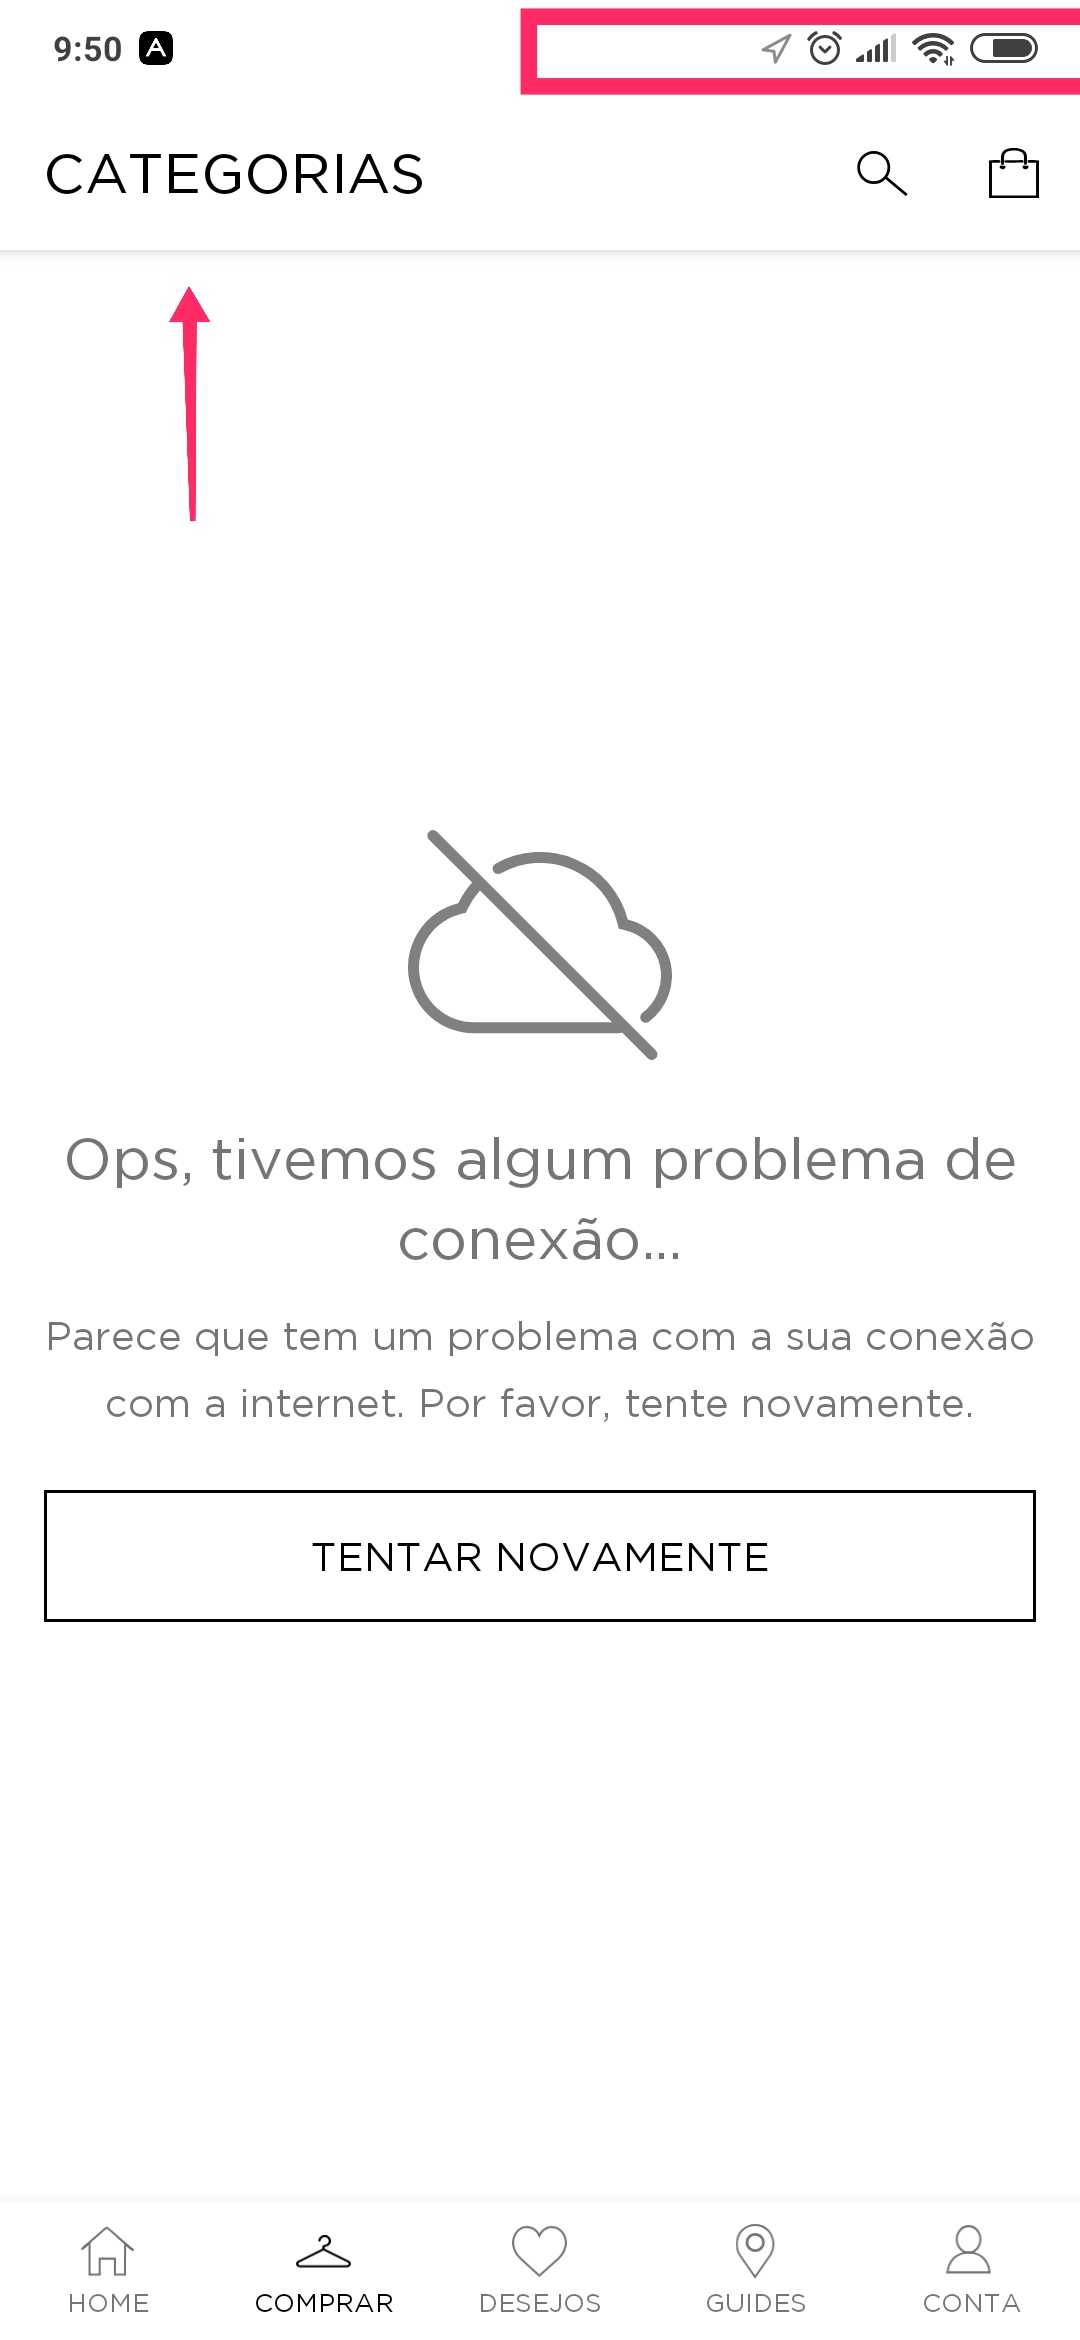 9:50 A
CATEGORIAS
Ops, tivemos algum problema de
conexão...
Parece que tem um problema com a sua conexão
com a internet. Por favor, tente novamente.
TENTAR NOVAMENTE
HOME COMPRAR DESEJOS GUIDES CONTA